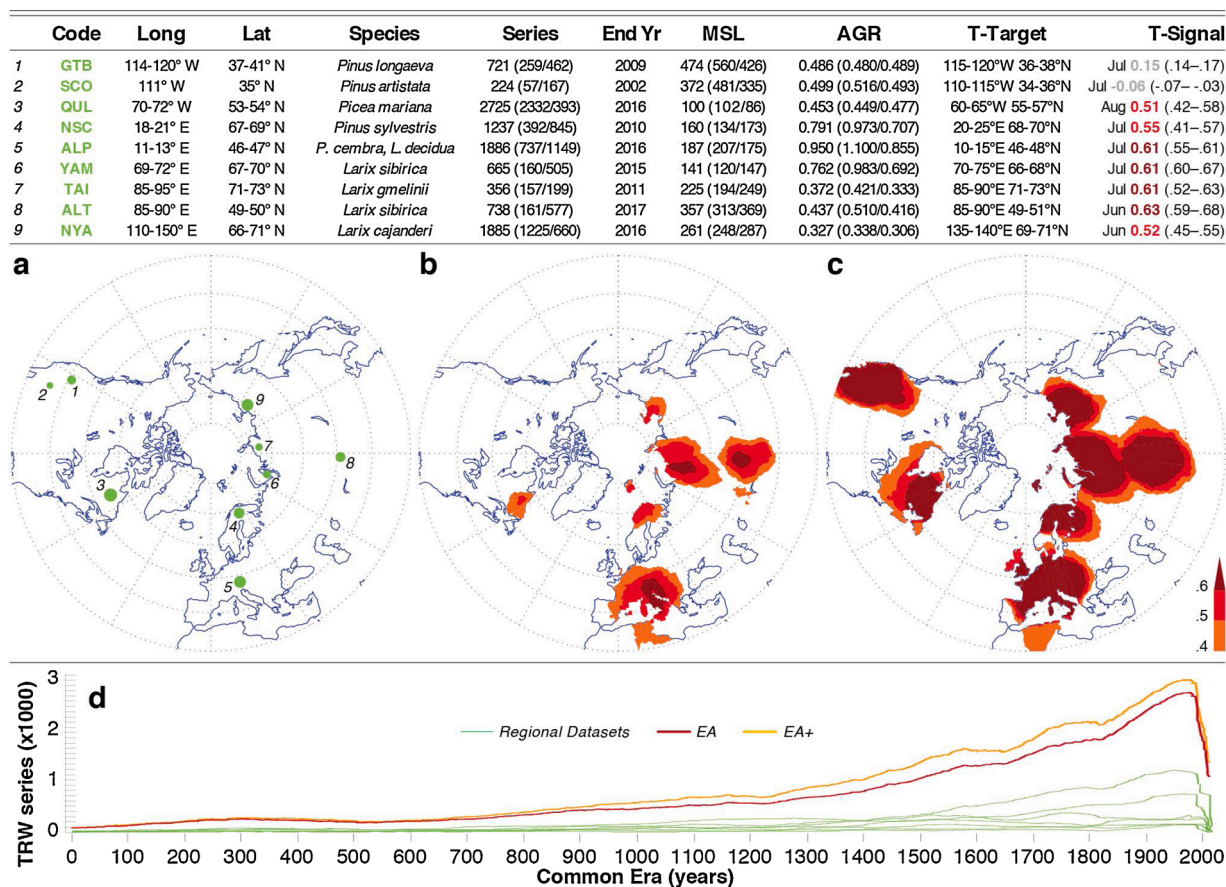 Code Long Lat Species Series End Yr MSL AGR T-Target T-Signal
1 GTB 114-120° W 37-41° N Pinus longaeva 721 (259/462) 2009 474 (560/426) 0.486 (0.480/0.489) 115-120°W 36-38°N Jul 0.15 (.14-.17)
2 SCO 111° W 35° N Pinus artistata 224 (57/167) 2002 372 (481/335) 0.499 (0.516/0.493) 110-115°W 34-36°N Jul -0.06 (-.07- -.03)
3 QUL 70-72° W 53-54° N Picea mariana 2725 (2332/393) 2016 100 (102/86) 0.453 (0.449/0.477) 60-65°W 55-57°N Aug 0.51 (.42–.58)
4 NSC 18-21° E 67-69° N Pinus sylvestris 1237 (392/845) 2010 160 (134/173) 0.791 (0.973/0.707) 20-25°E 68-70°N Jul 0.55 (.41–.57)
5 ALP 11-13° E 46-47° N P. cembra, L. decidua 1886 (737/1149) 2016 187 (207/175) 0.950 (1.100/0.855) 10-15°E 46-48°N Jul 0.61 (.55–.61)
6 YAM 69-72° E 67-70° N Larix sibirica 665 (160/505) 2015 141 (120/147) 0.762 (0.983/0.692) 70-75°E 66-68°N Jul 0.61 (.60–.67)
7 TAI 85-95° E 71-73° N Larix gmelinii 356 (157/199) 2011 225 (194/249) 0.372 (0.421/0.333) 85-90°E 71-73°N Jul 0.61 (.52–.63)
8 ALT 85-90° E 49-50° N Larix sibirica 738 (161/577) 2017 357 (313/369) 0.437 (0.510/0.416) 85-90°E 49-51°N Jun 0.63 (.59–.68)
9 NYA 110-150° E 66-71° N Larix cajanderi 1885 (1225/660) 2016 261 (248/287) 0.327 (0.338/0.306) 135-140°E 69-71°N Jun 0.52 (.45–.55)
a b c
2 1 9
7
8
3 6
4
5
.6
.5
.4
d
3
2
1
0
TRW series (x1000)
Regional Datasets EA EA+
0 100 200 300 400 500 600 700 800 900 1000 1100 1200 1300 1400 1500 1600 1700 1800 1900 2000
Common Era (years)